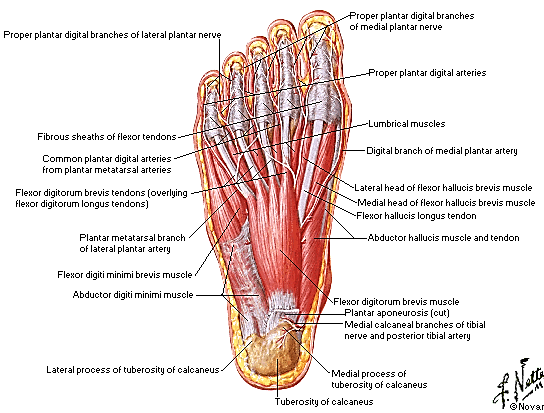 Proper plantar digital branches of lateral plantar nerve
Proper plantar digital branches
of medial plantar nerve
Proper plantar digital arteries
Fibrous sheaths of flexor tendons
Lumbrical muscles
Common plantar digital arteries
from plantar metatarsal arteries
Digital branch of medial plantar artery
Flexor digitorum brevis tendons (overlying
flexor digitorum longus tendons)
Lateral head of flexor hallucis brevis muscle
Medial head of flexor hallucis brevis muscle
Flexor hallucis longus tendon
Plantar metatarsal branch
of lateral plantar artery
Abductor hallucis muscle and tendon
Flexor digiti minimi brevis muscle
Abductor digiti minimi muscle
Flexor digitorum brevis muscle
Plantar aponeurosis (cut)
Medial calcaneal branches of tibial
nerve and posterior tibial artery
Lateral process of tuberosity of calcaneus
Medial process of
tuberosity of calcaneus
Tuberosity of calcaneus
F. Nette
© Novar